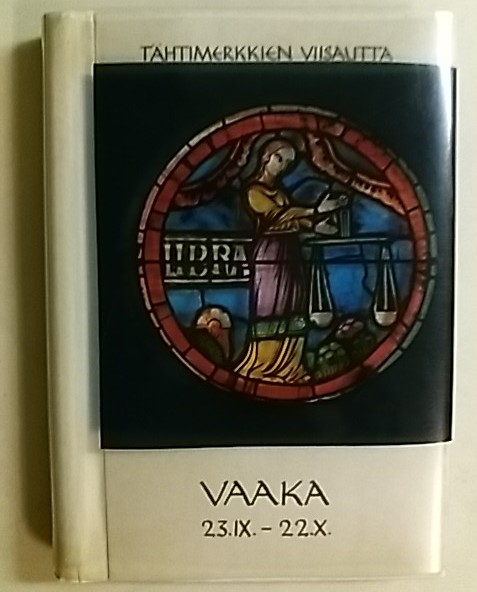 TÄHTIMERKKIEN VIISAUTTA
LIBRA
VAAKA
23.IX. – 22.X.